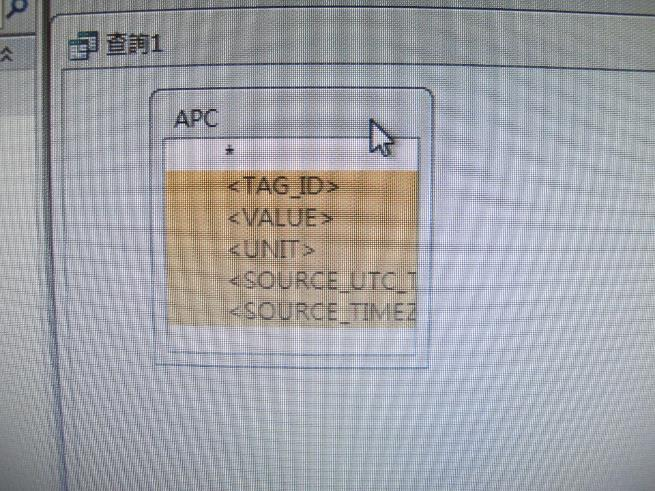 查詢1
APC
*
<TAG_ID>
<VALUE>
<UNIT>
<SOURCE_UTC_T
<SOURCE_TIMEZ